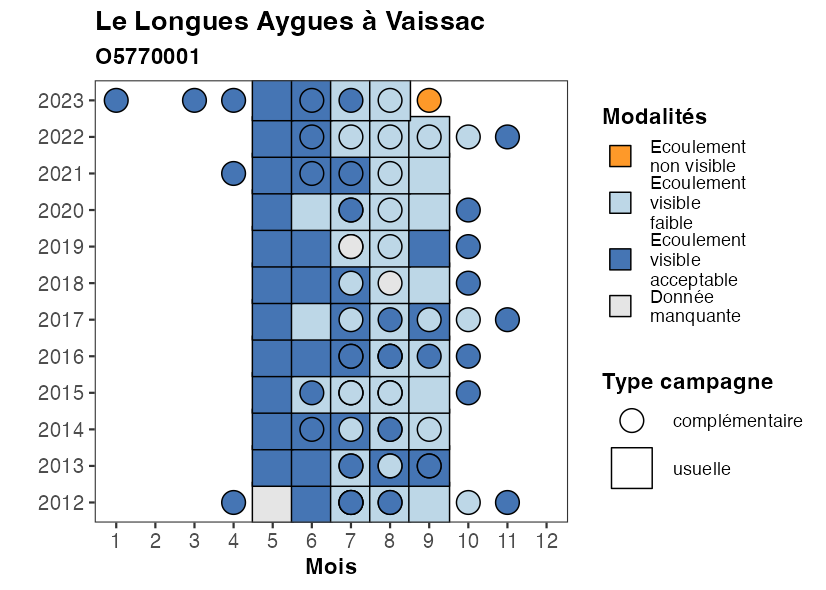 Le Longues Aygues à Vaissac
O5770001
2023
2022
2021
2020
2019
2018
2017
2016
2015
2014
2013
2012
1 2 3 4 5 6 7 8 9 10 11 12
Mois
Modalités
Ecoulement
non visible
Ecoulement
visible
faible
Ecoulement
visible
acceptable
Donnée
manquante
Type campagne
complémentaire
usuelle